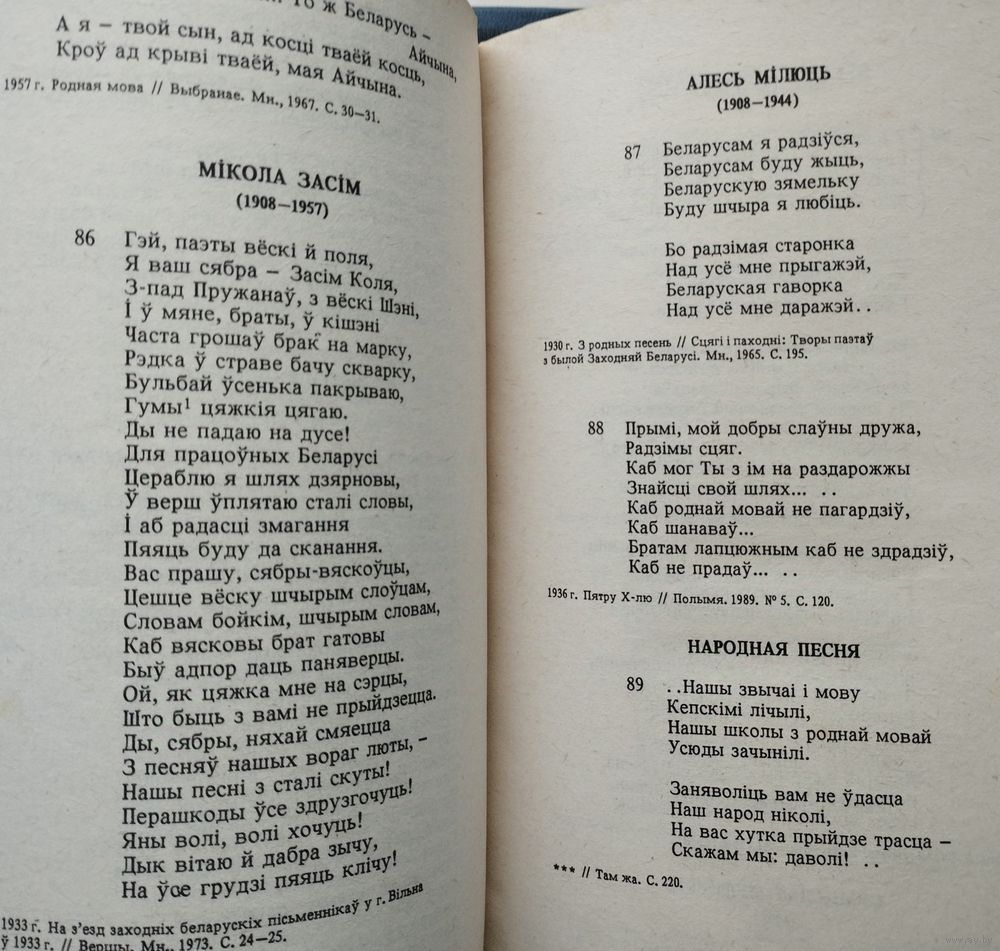 То ж Беларусь –
Айчына,
А я – твой сын, ад косці тваёй косць,
Кроў ад крыві тваёй, мая Айчына.
1957 г. Родная мова // Выбранае. Мн., 1967. С. 30–31.
МІКОЛА ЗАСІМ
(1908–1957)
86 Гэй, паэты вёскі й поля,
Я ваш сябра – Засім Коля,
З-пад Пружанаў, з вёскі Шэні,
І ў мяне, браты, ў кішэні
Часта грошаў брак на марку,
Рэдка ў страве бачу скварку,
Бульбай ўсенька пакрываю,
Гумы¹ цяжкія цягаю.
Ды не падаю на дусе!
Для працоўных Беларусі
Цераблю я шлях дзярновы,
Ў верш ўплятаю сталі словы,
І аб радасці змагання
Пяяць буду да сканання.
Вас прашу, сябры-вяскоўцы,
Цешце вёску шчырым слоўцам,
Словам бойкім, шчырым словам,
Каб вясковы брат гатовы
Быў адпор даць паняверцы.
Ой, як цяжка мне на сэрцы,
Што быць з вамі не прыйдзецца.
Ды, сябры, няхай смяецца
З песняў нашых вораг люты, –
Нашы песні з сталі скуты!
Перашкоды ўсе здрузгочуць!
Яны волі, волі хочуць!
Дык вітаю й дабра зычу,
На ўсе грудзі пяяць клічу!
1933 г. На з'езд заходніх беларускіх пісьменнікаў у г. Вільна
ў 1933 г. // Вершы. Мн., 1973. С. 24–25.
АЛЕСЬ МІЛЮЦЬ
(1908–1944)
87 Беларусам я радзіўся,
Беларусам буду жыць,
Беларускую зямельку
Буду шчыра я любіць.
Бо радзімая старонка
Над усё мне прыгажэй,
Беларуская гаворка
Над усё мне даражэй. .
1930 г. З родных песень // Сцягі і паходні: Творы паэтаў
з былой Заходняй Беларусі. Мн., 1965. С. 195.
88 Прымі, мой добры слаўны дружа,
Радзімы сцяг.
Каб мог Ты з ім на раздарожжы
Знайсці свой шлях... . .
Каб роднай мовай не пагардзіў,
Каб шанаваў...
Братам лапцюжным каб не здрадзіў,
Каб не прадаў... . .
1936 г. Пятру Х-лю // Полымя. 1989. № 5. С. 120.
НАРОДНАЯ ПЕСНЯ
89 . .Нашы звычаі і мову
Кепскімі лічылі,
Нашы школы з роднай мовай
Усюды зачынілі.
Заняволіць вам не ўдасца
Наш народ ніколі,
На вас хутка прыйдзе трасца –
Скажам мы: даволі! . .
*** // Там жа. С. 220.